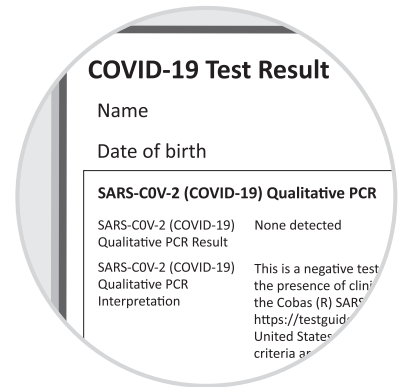 COVID-19 Test Result
Name
Date of birth
SARS-C0V-2 (COVID-19) Qualitative PCR
SARS-C0V-2 (COVID-19) None detected
Qualitative PCR Result
SARS-C0V-2 (COVID-19) This is a negative test
Qualitative PCR the presence of
Interpretation the Cobas (R) SARS
https://testguid
United States
criteria